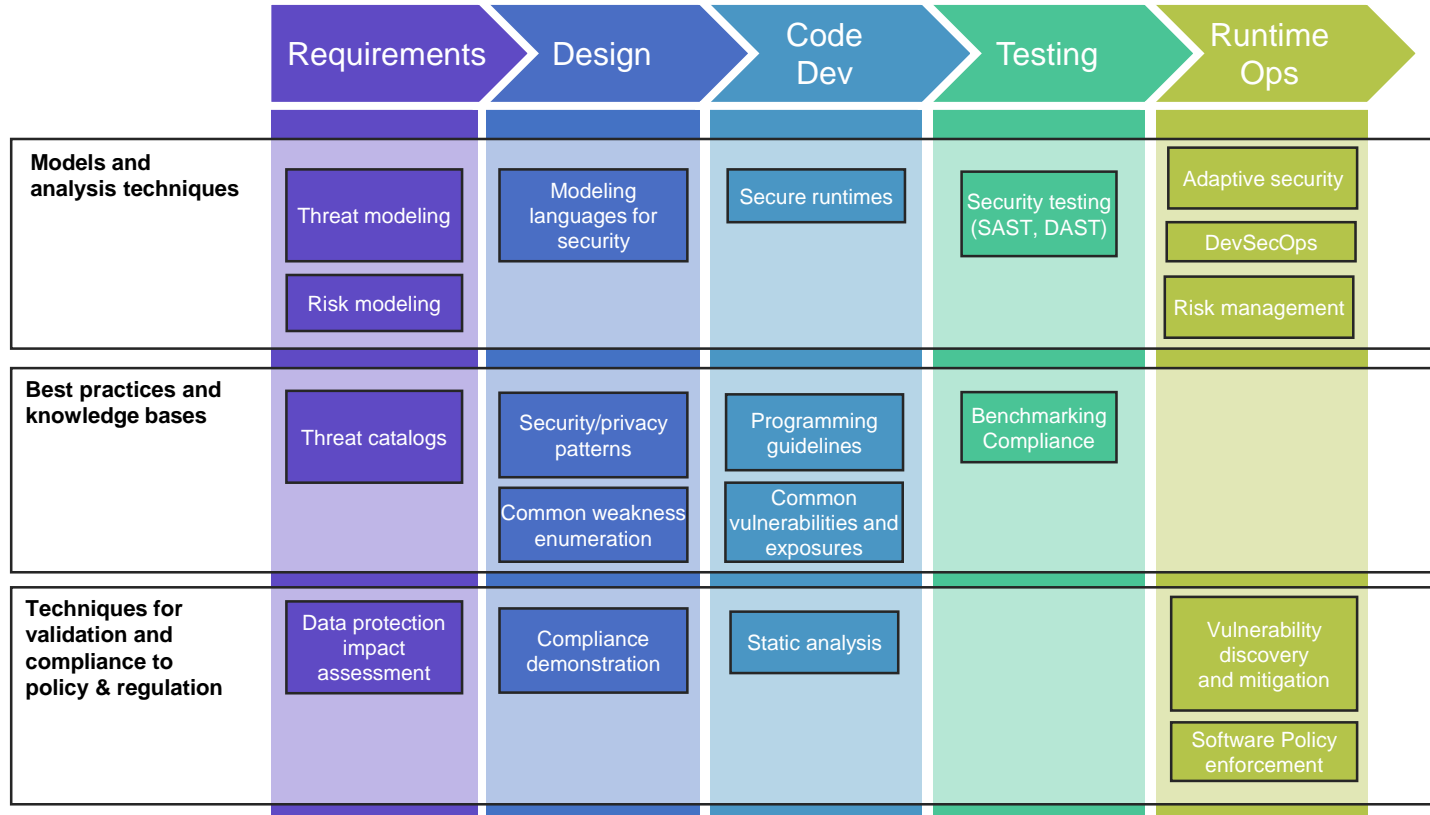 Requirements
Design
Code
Dev
Testing
Runtime
Ops
Models and
analysis techniques
Threat modeling
Risk modeling
Modeling
languages for
security
Secure runtimes
Security testing
(SAST, DAST)
Adaptive security
DevSecOps
Risk management
Best practices and
knowledge bases
Threat catalogs
Security/privacy
patterns
Common weakness
enumeration
Programming
guidelines
Common
vulnerabilities and
exposures
Benchmarking
Compliance
Techniques for
validation and
compliance to
policy & regulation
Data protection
impact
assessment
Compliance
demonstration
Static analysis
Vulnerability
discovery
and mitigation
Software Policy
enforcement